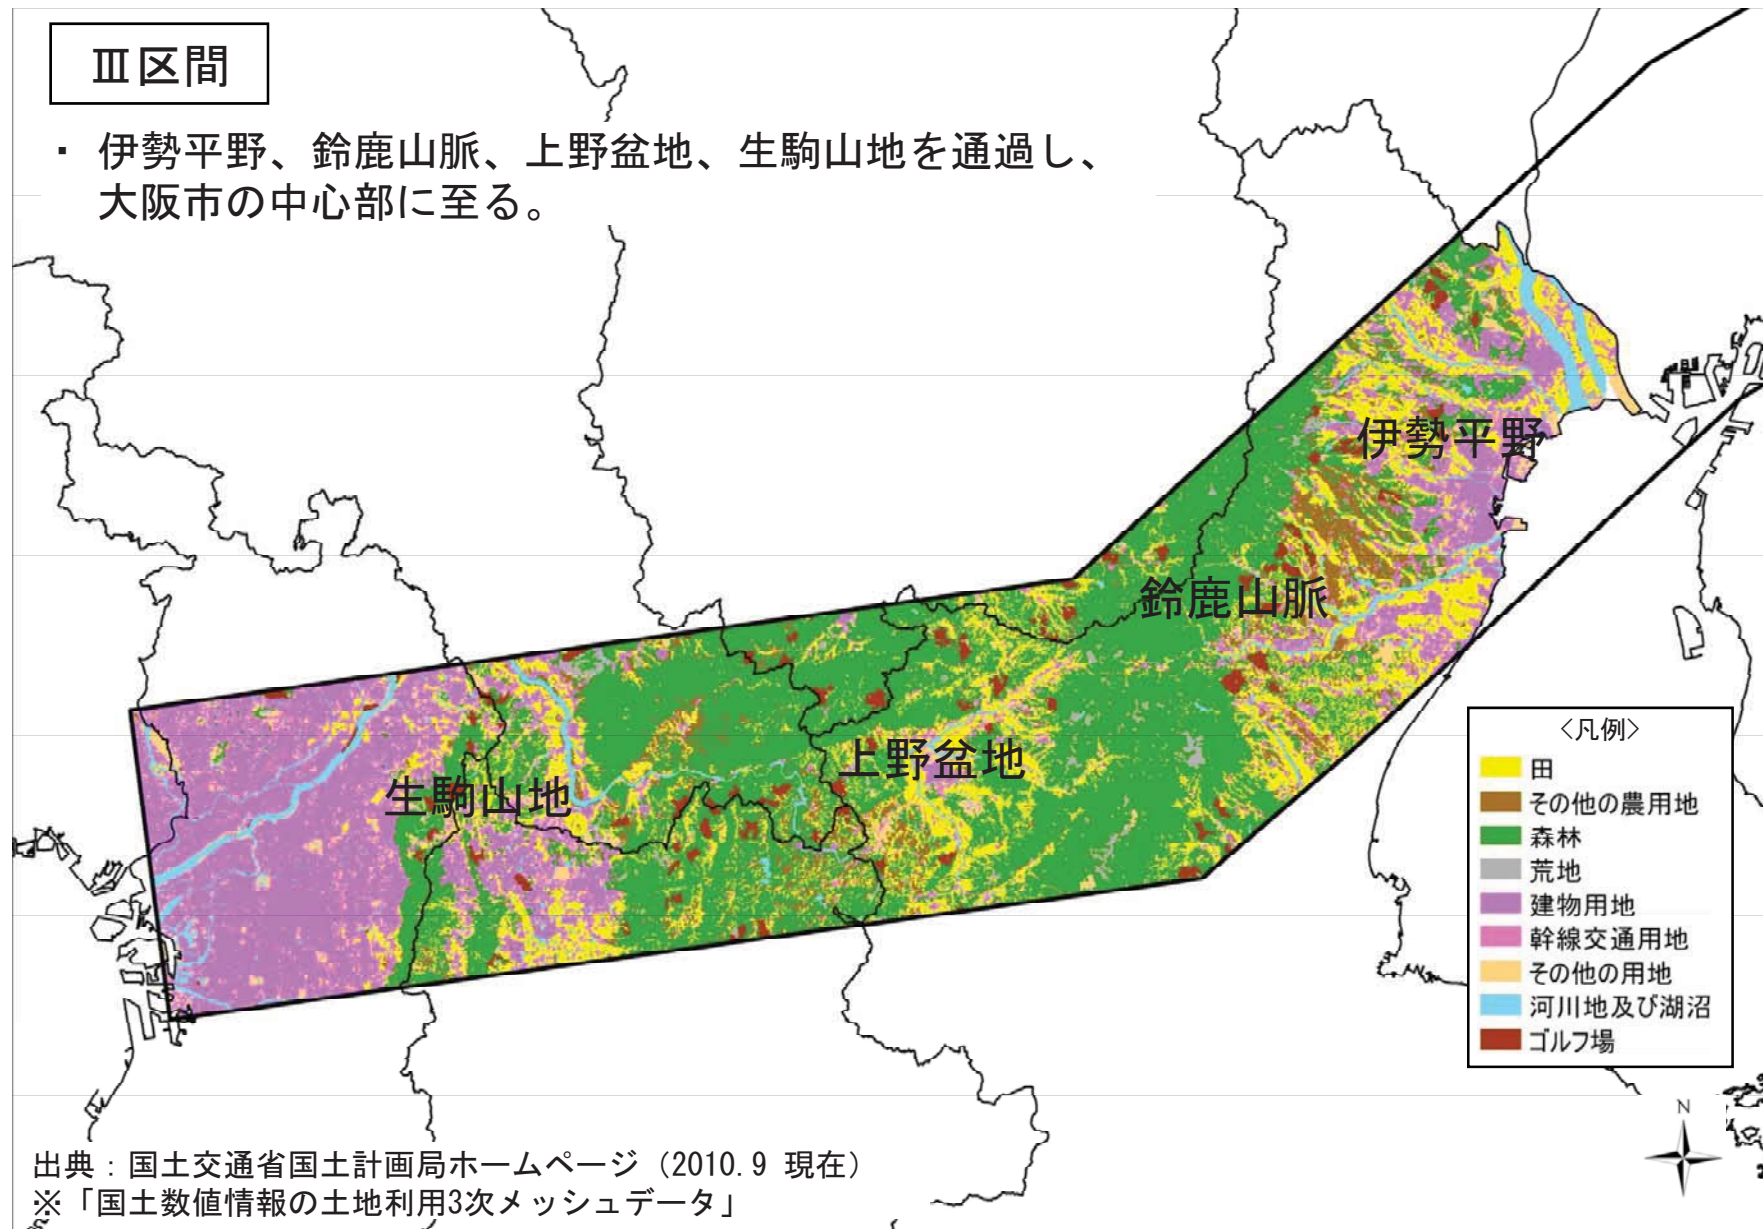 Ⅲ区間
・ 伊勢平野、鈴鹿山脈、上野盆地、生駒山地を通過し、
大阪市の中心部に至る。
伊勢平野
鈴鹿山脈
上野盆地
生駒山地
<凡例>
田
その他の農用地
森林
荒地
建物用地
幹線交通用地
その他の用地
河川地及び湖沼
ゴルフ場
N
出典：国土交通省国土計画局ホームページ（2010.9 現在）
※「国土数値情報の土地利用3次メッシュデータ」